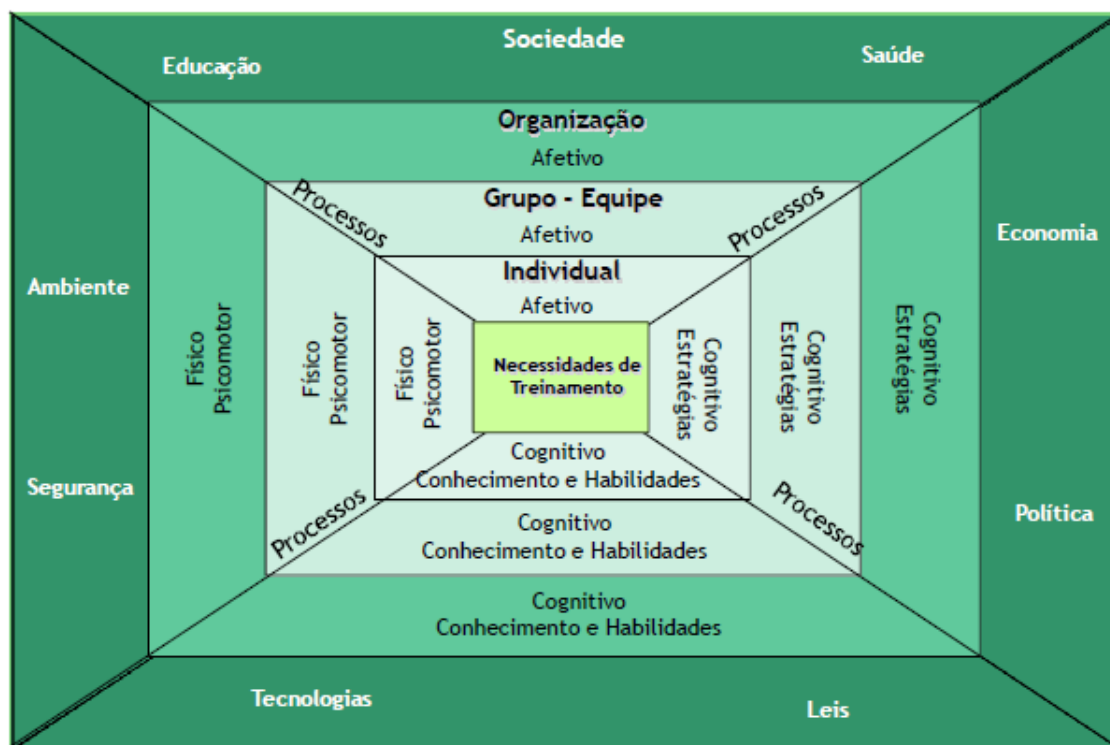 Sociedade
Educação
Saúde
Organização
Afetivo
Processos
Grupo - Equipe
Processos
Afetivo
Economia
Ambiente
Individual
Afetivo
Físico
Psicomotor
Físico
Psicomotor
Físico
Psicomotor
Necessidades de
Treinamento
Cognitivo
Estratégias
Cognitivo
Estratégias
Cognitivo
Estratégias
Cognitivo
Conhecimento e Habilidades
Segurança
Processos
Processos
Política
Cognitivo
Conhecimento e Habilidades
Cognitivo
Conhecimento e Habilidades
Tecnologias
Leis